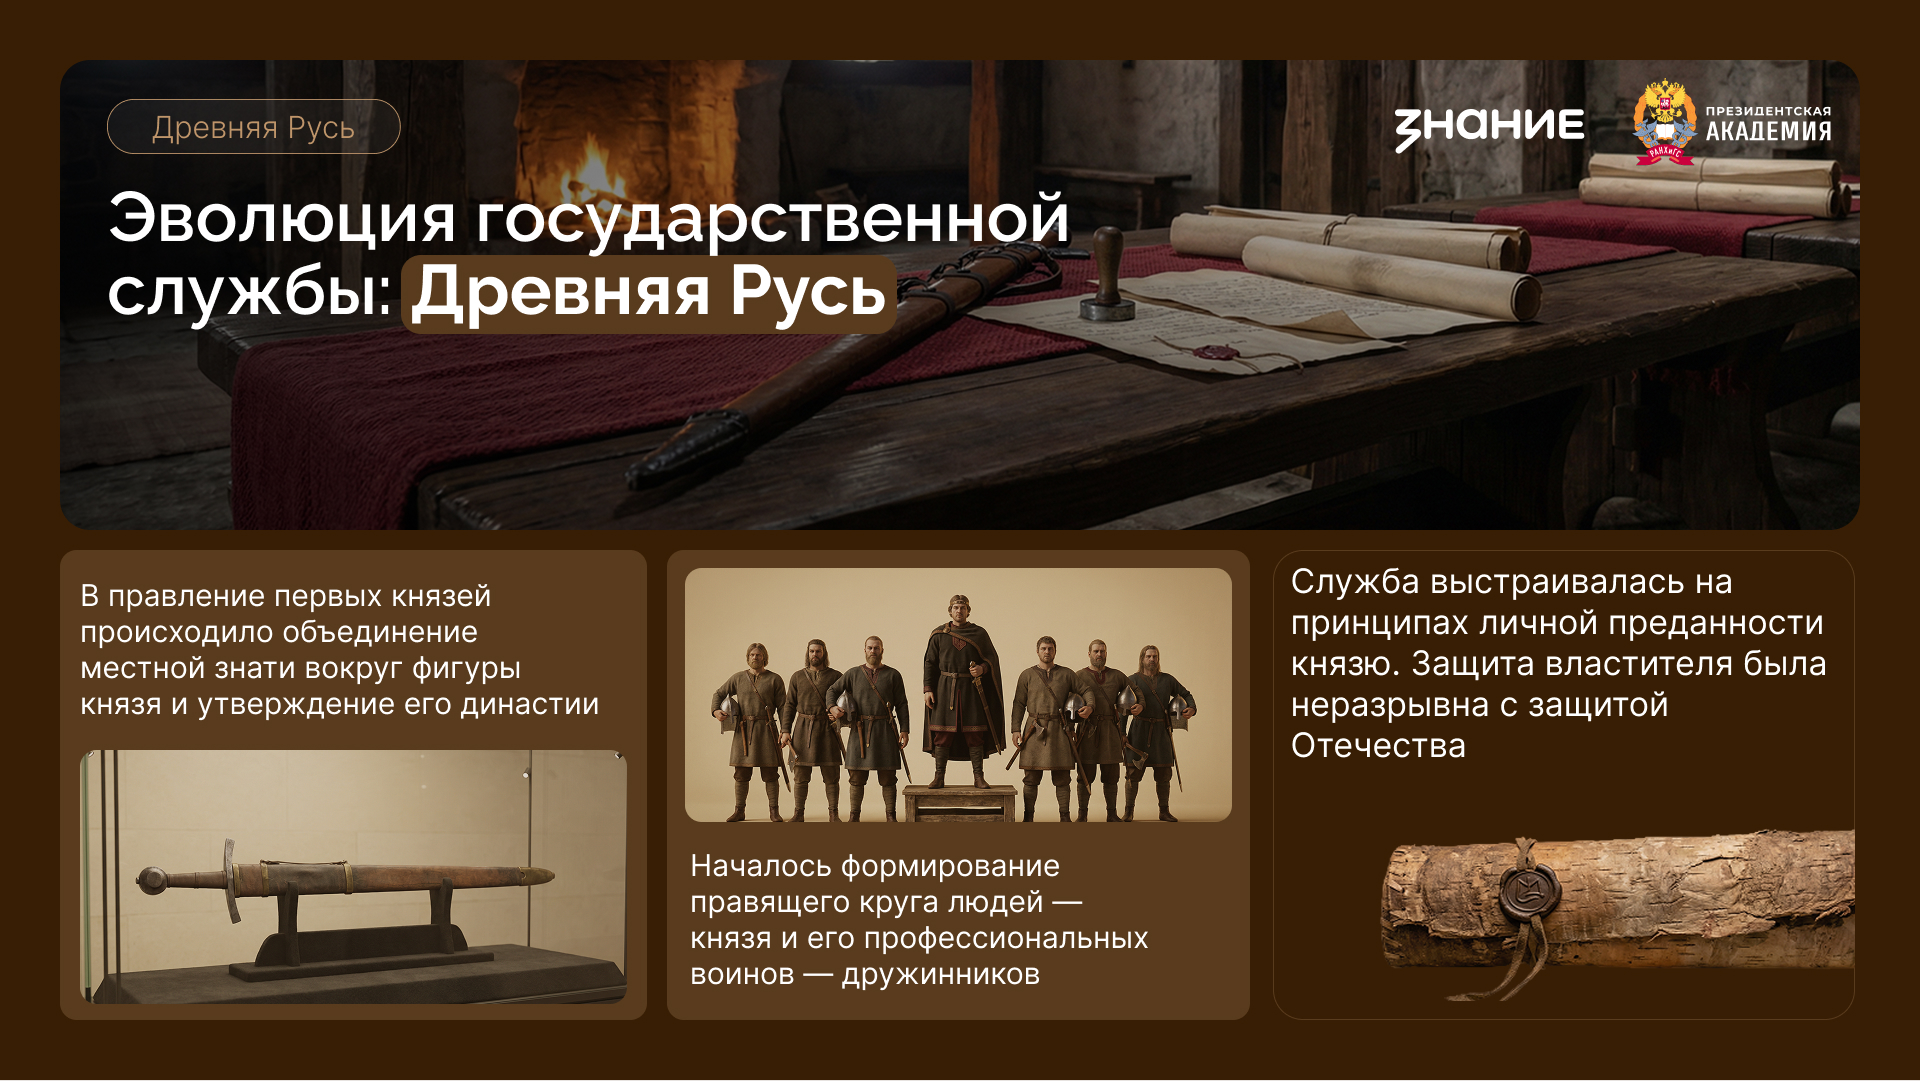 Древняя Русь
знание
ПРЕЗИДЕНТСКАЯ
АКАДЕМИЯ
РАНХиГС
Эволюция государственной
службы: Древняя Русь
В правление первых князей
происходило объединение
местной знати вокруг фигуры
князя и утверждение его династии
Началось формирование
правящего круга людей —
князя и его профессиональных
воинов — дружинников
Служба выстраивалась на
принципах личной преданности
князю. Защита властителя была
неразрывна с защитой
Отечества